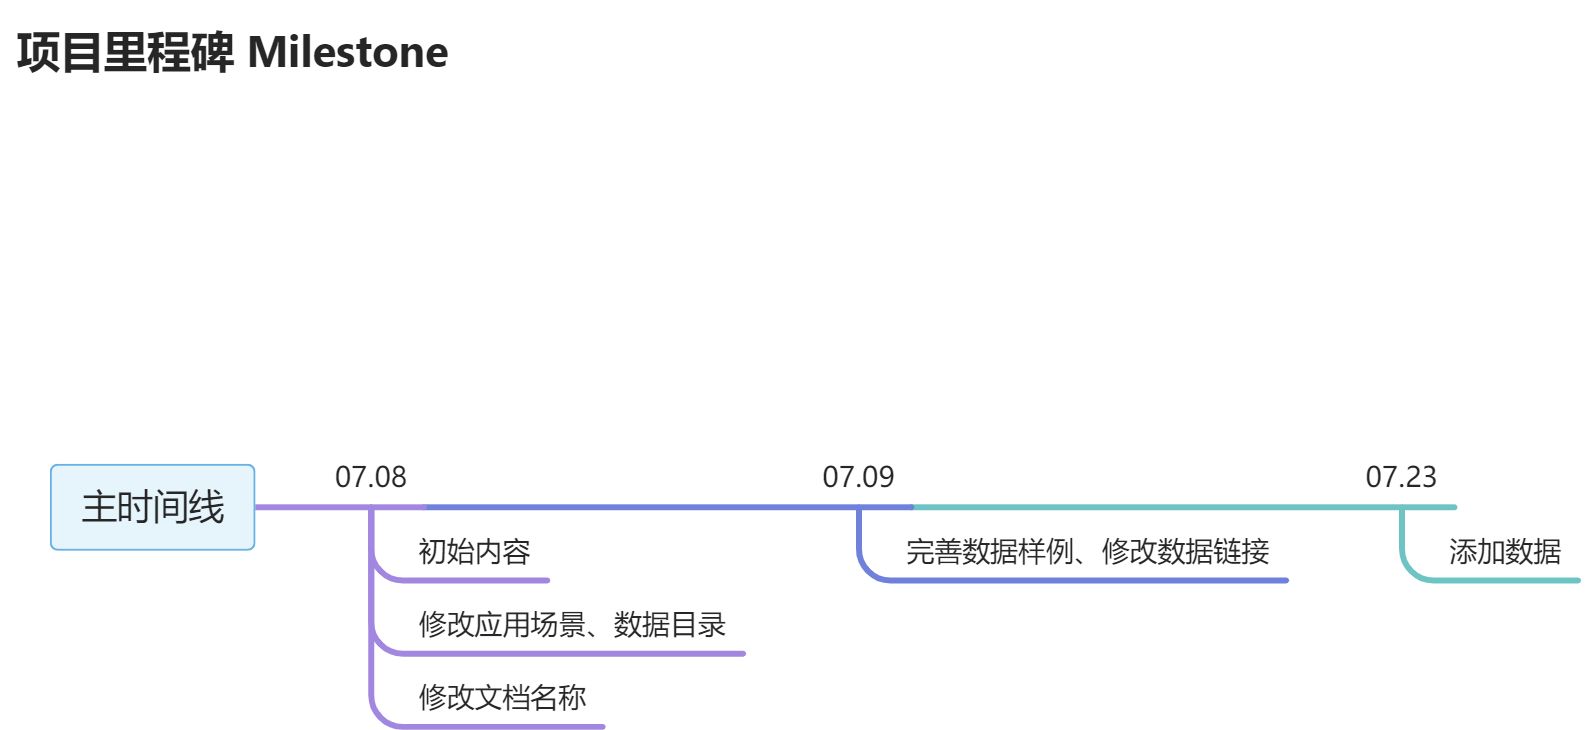 项目里程碑 Milestone
主时间线
07.08
初始内容
修改应用场景、数据目录
修改文档名称
07.09
完善数据样例、修改数据链接
07.23
添加数据